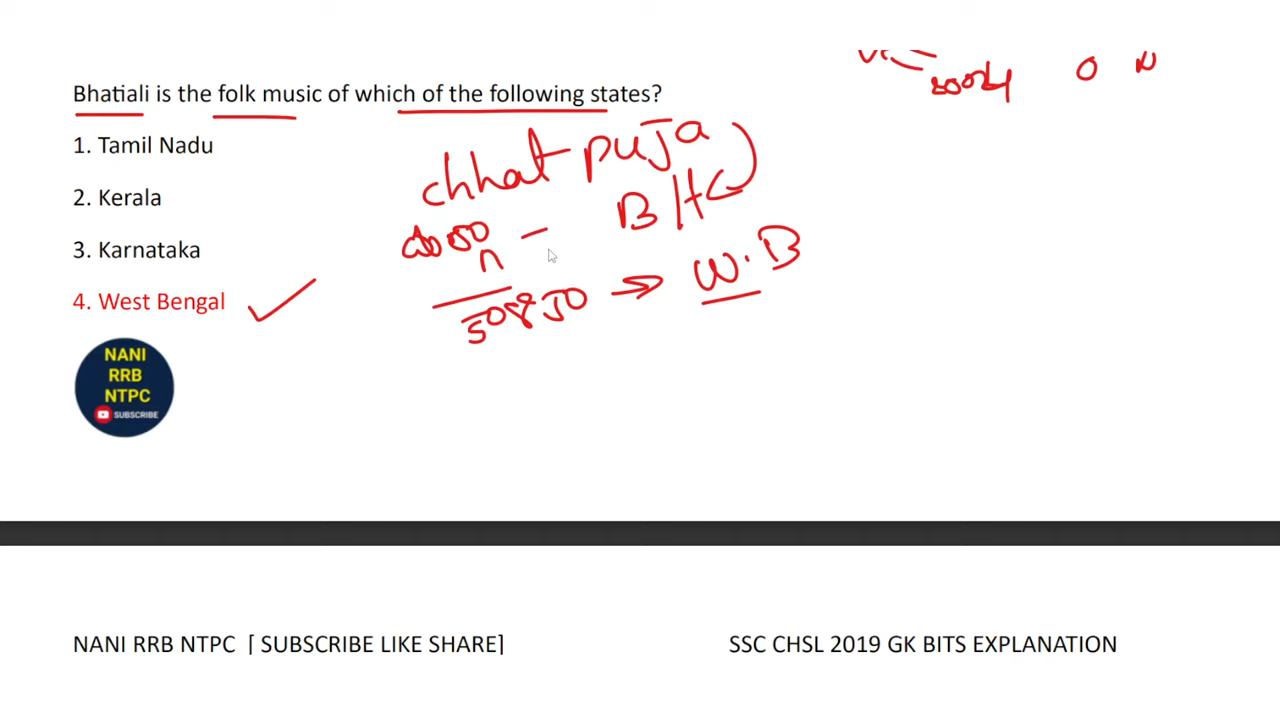 Bhatiali is the folk music of which of the following states?
1. Tamil Nadu
2. Kerala
3. Karnataka
4. West Bengal
chhat puja
B H
W.B
O N
NANI
RRB
NTPC
SUBSCRIBE
NANI RRB NTPC [ SUBSCRIBE LIKE SHARE]
SSC CHSL 2019 GK BITS EXPLANATION